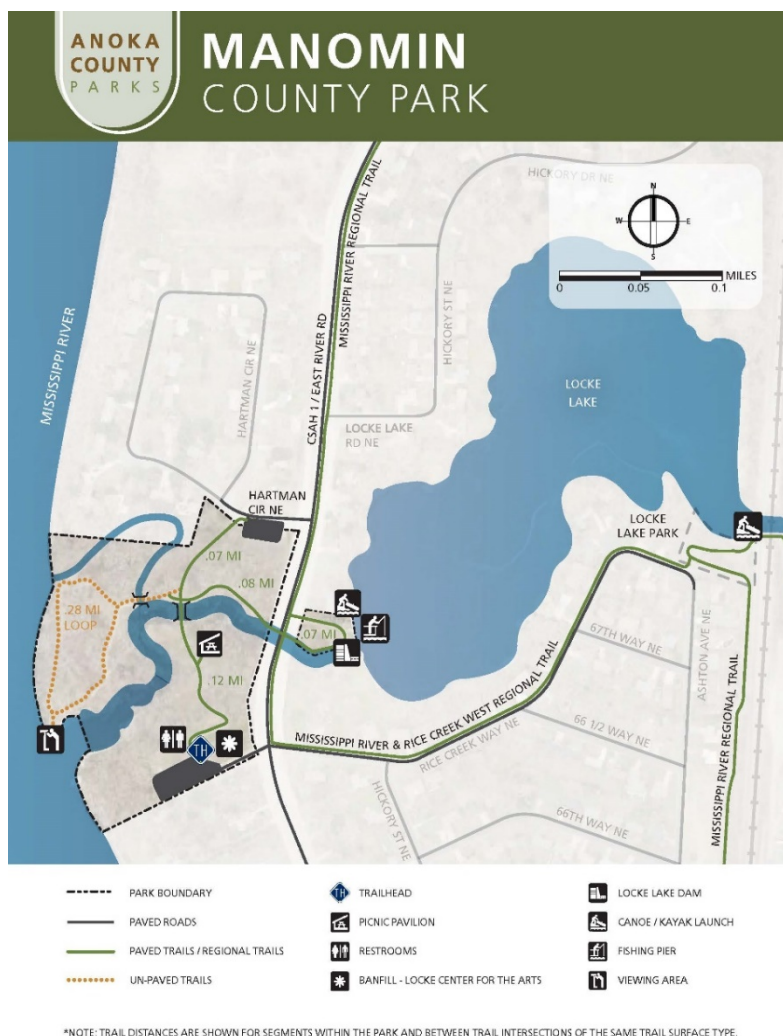 ANOKA
COUNTY
PARKS
MANOMIN
COUNTY PARK
HICKORY DR NE
N
W
E
S
MILES
0
0.05
0.1
MISSISSIPPI RIVER REGIONAL TRAIL
CSAH 1 / EAST RIVER RD
MISSISSIPPI RIVER
HARTMAN CIR NE
HICKORY ST NE
LOCKE
LAKE
LOCKE LAKE
RD NE
HARTMAN
CIR NE
LOCKE
LAKE PARK
.07 MI
.08 MI
.28 MI
LOOP
.07 MI
.12 MI
TH
67TH WAY NE
ASHTON AVE NE
MISSISSIPPI RIVER & RICE CREEK WEST REGIONAL TRAIL
RICE CREEK WAY NE
66 1/2 WAY NE
MISSISSIPPI RIVER REGIONAL TRAIL
HICKORY ST NE
66TH WAY NE
PARK BOUNDARY
PAVED ROADS
PAVED TRAILS / REGIONAL TRAILS
UN-PAVED TRAILS
TH
TRAILHEAD
PICNIC PAVILION
RESTROOMS
BANFILL - LOCKE CENTER FOR THE ARTS
LOCKE LAKE DAM
CANOE / KAYAK LAUNCH
FISHING PIER
VIEWING AREA
*NOTE: TRAIL DISTANCES ARE SHOWN FOR SEGMENTS WITHIN THE PARK AND BETWEEN TRAIL INTERSECTIONS OF THE SAME TRAIL SURFACE TYPE.